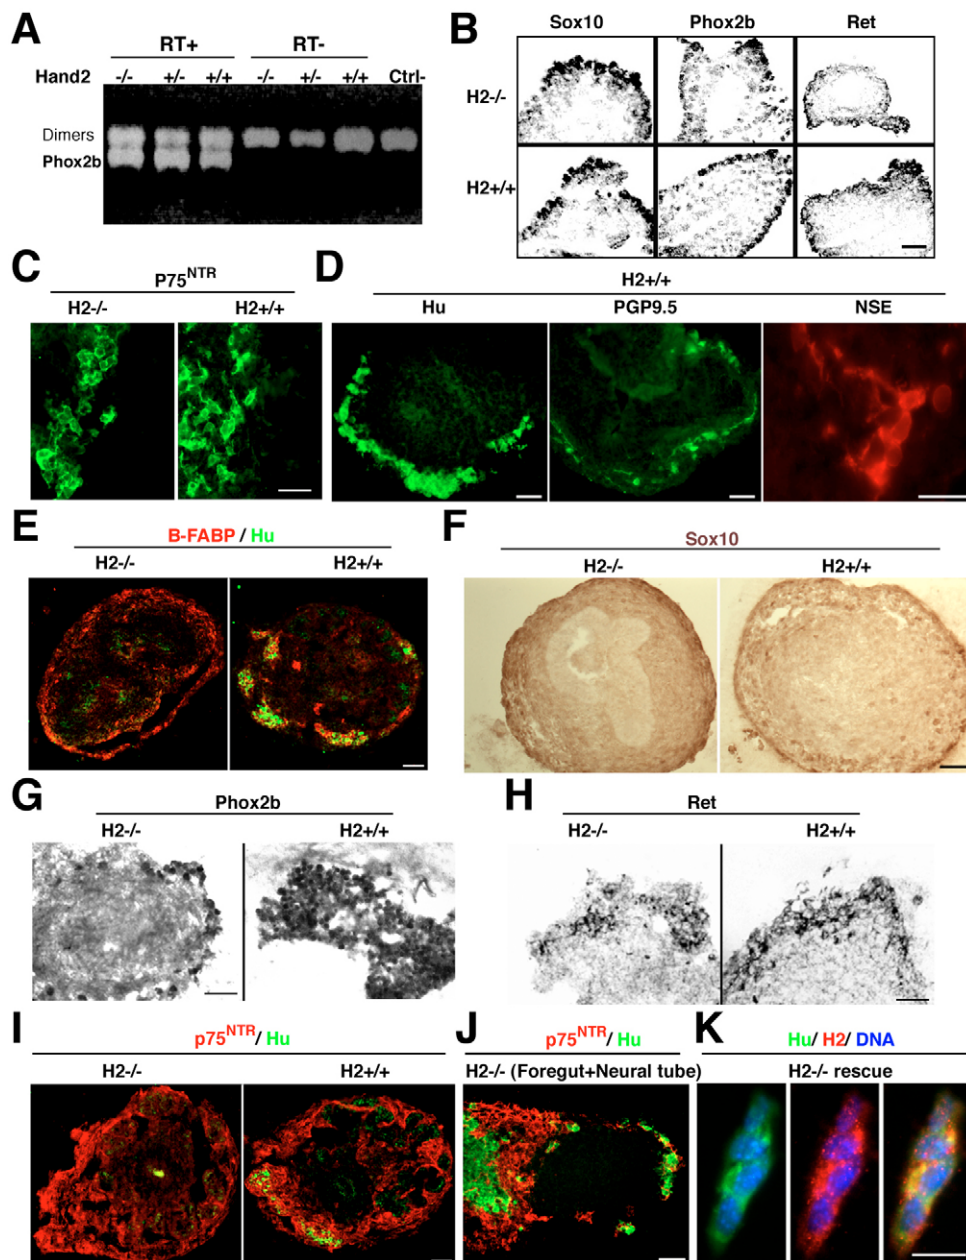 A
RT+ RT-
Hand2 -/- +/- +/+ -/- +/- +/+ Ctrl-
Dimers
Phox2b
B
Sox10 Phox2b Ret
H2-/-
H2+/+
C
P75NTR
H2-/- H2+/+
D
H2+/+
Hu PGP9.5 NSE
E
B-FABP / Hu
H2-/- H2+/+
F
Sox10
H2-/- H2+/+
G
Phox2b
H2-/- H2+/+
H
Ret
H2-/- H2+/+
I
p75NTR/ Hu
H2-/- H2+/+
J
p75NTR/ Hu
H2-/- (Foregut+Neural tube)
K
Hu/ H2/ DNA
H2-/- rescue